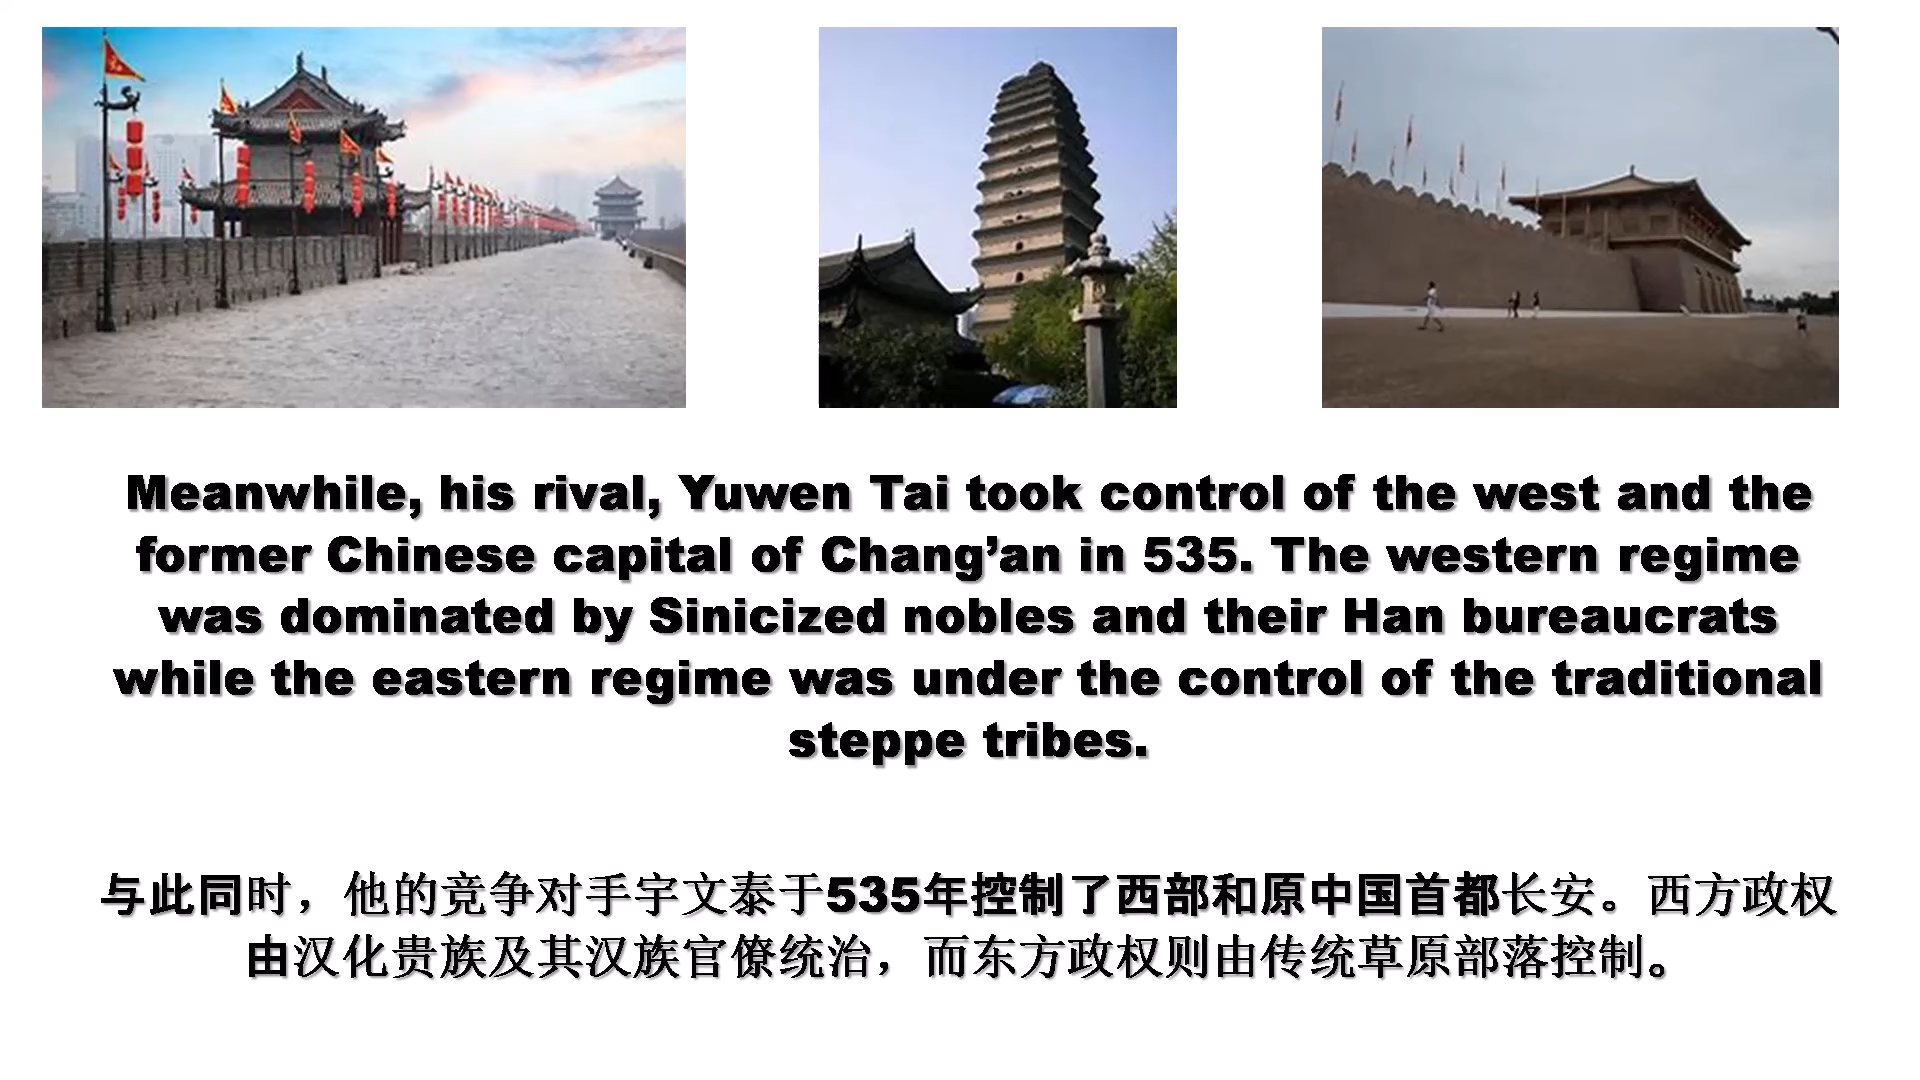 Meanwhile, his rival, Yuwen Tai took control of the west and the
former Chinese capital of Chang’an in 535. The western regime
was dominated by Sinicized nobles and their Han bureaucrats
while the eastern regime was under the control of the traditional
steppe tribes.
与此同时，他的竞争对手宇文泰于535年控制了西部和原中国首都长安。西方政权
由汉化贵族及其汉族官僚统治，而东方政权则由传统草原部落控制。